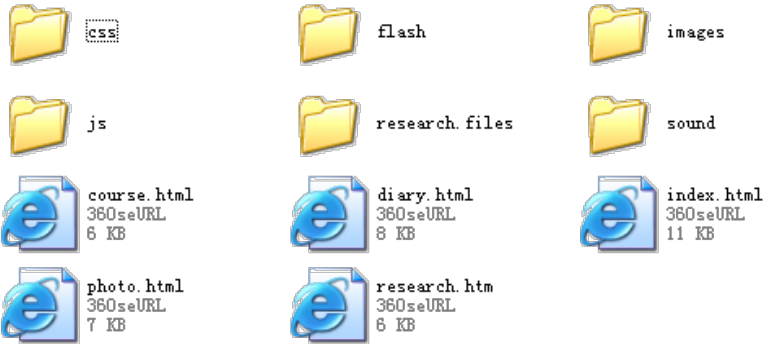 css
flash
images
js
research.files
sound
course.html
360seURL
6 KB
diary.html
360seURL
8 KB
index.html
360seURL
11 KB
photo.html
360seURL
7 KB
research.htm
360seURL
6 KB